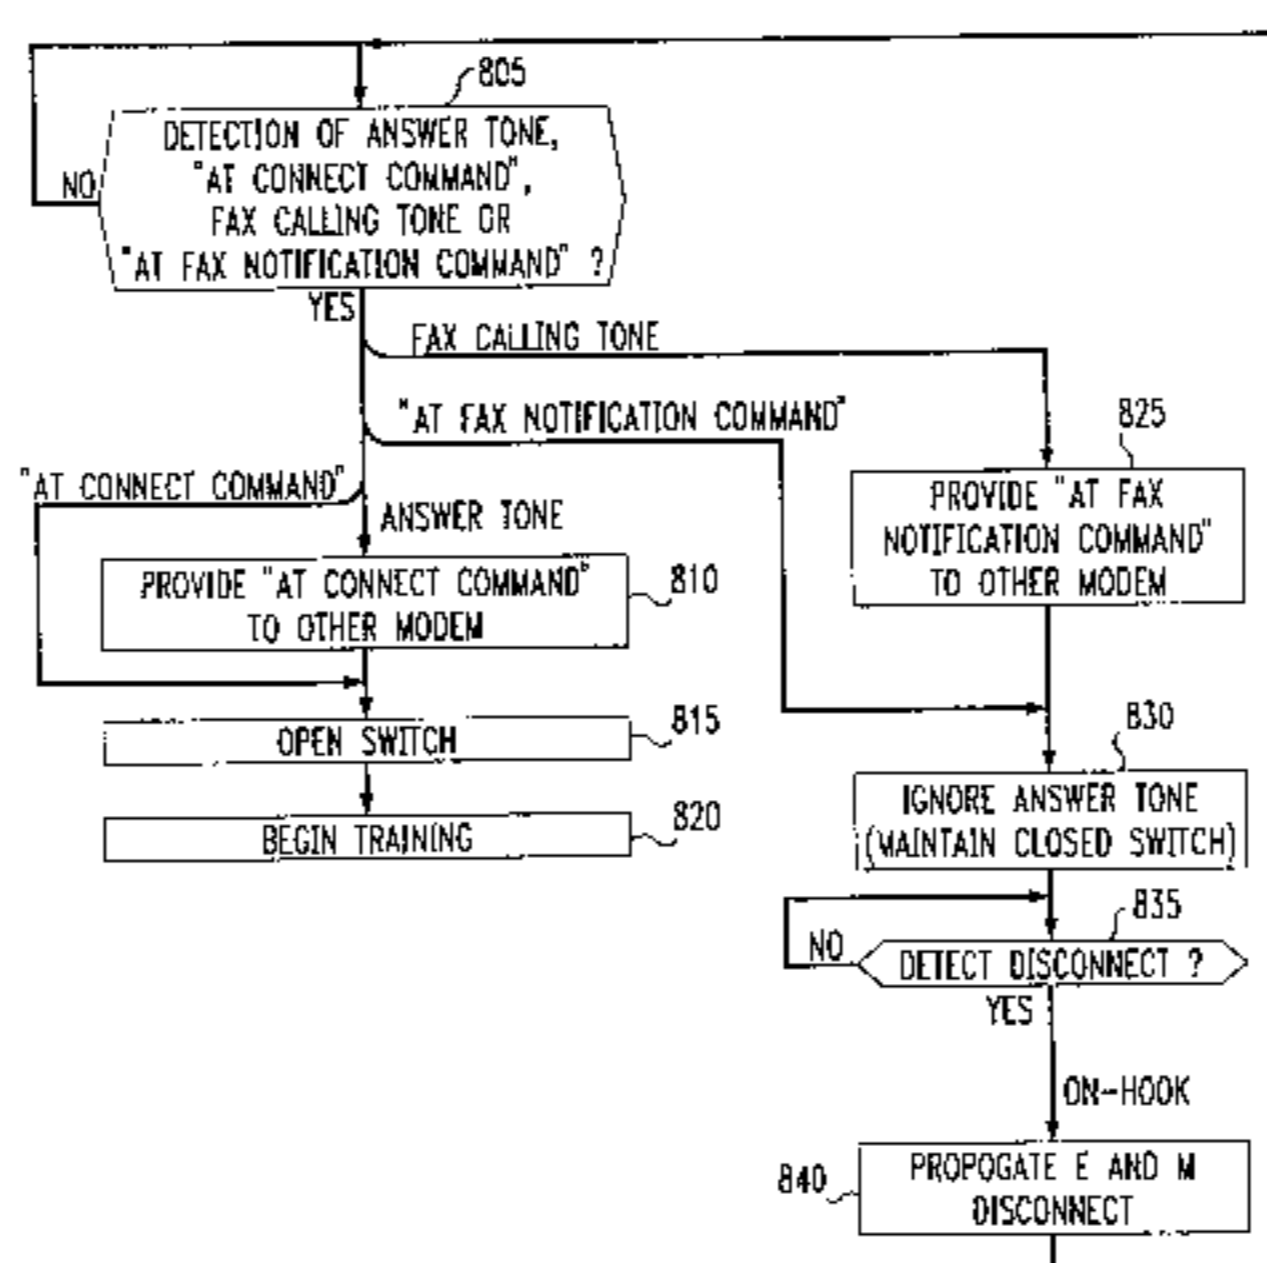 805
DETECTION OF ANSWER TONE,
"AT CONNECT COMMAND",
FAX CALLING TONE OR
"AT FAX NOTIFICATION COMMAND" ?
NO
YES
FAX CALLING TONE
"AT FAX NOTIFICATION COMMAND"
"AT CONNECT COMMAND"
ANSWER TONE
PROVIDE "AT CONNECT COMMAND"
TO OTHER MODEM
810
OPEN SWITCH
815
BEGIN TRAINING
820
825
PROVIDE "AT FAX
NOTIFICATION COMMAND"
TO OTHER MODEM
830
IGNORE ANSWER TONE
(MAINTAIN CLOSED SWITCH)
835
NO
DETECT DISCONNECT ?
YES
ON-HOOK
840
PROPOGATE E AND M
DISCONNECT